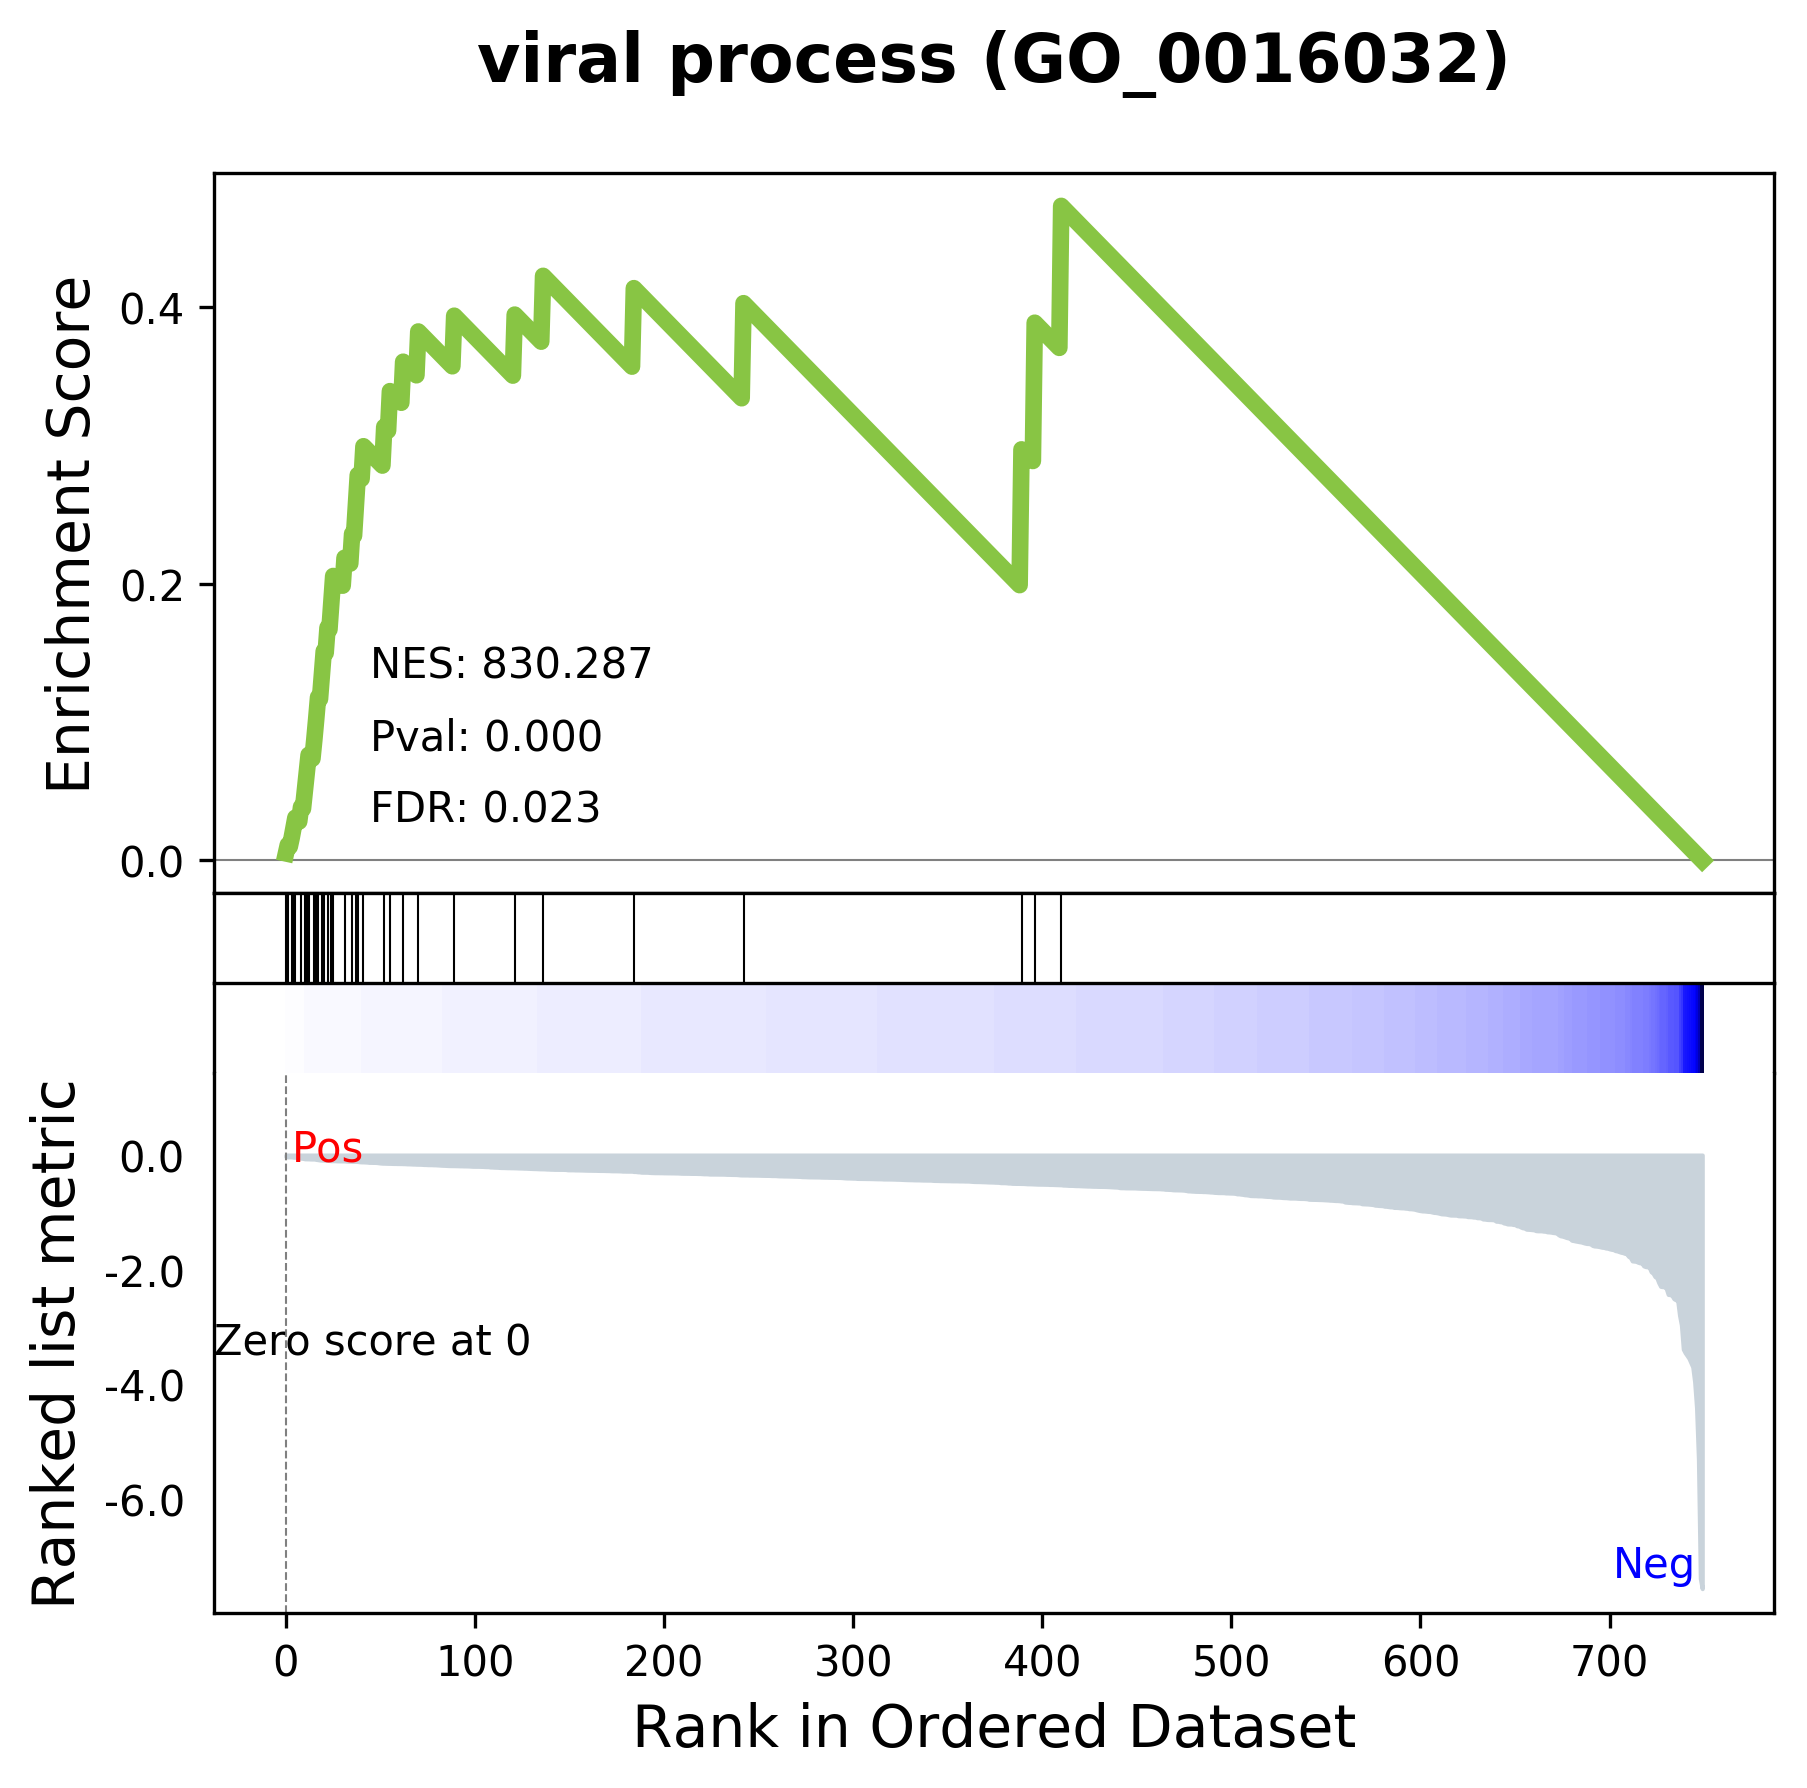 viral process (GO_0016032)
Enrichment Score
0.4
0.2
0.0
NES: 830.287
Pval: 0.000
FDR: 0.023
Ranked list metric
0.0
-2.0
-4.0
-6.0
Pos
Zero score at 0
Neg
0 100 200 300 400 500 600 700
Rank in Ordered Dataset